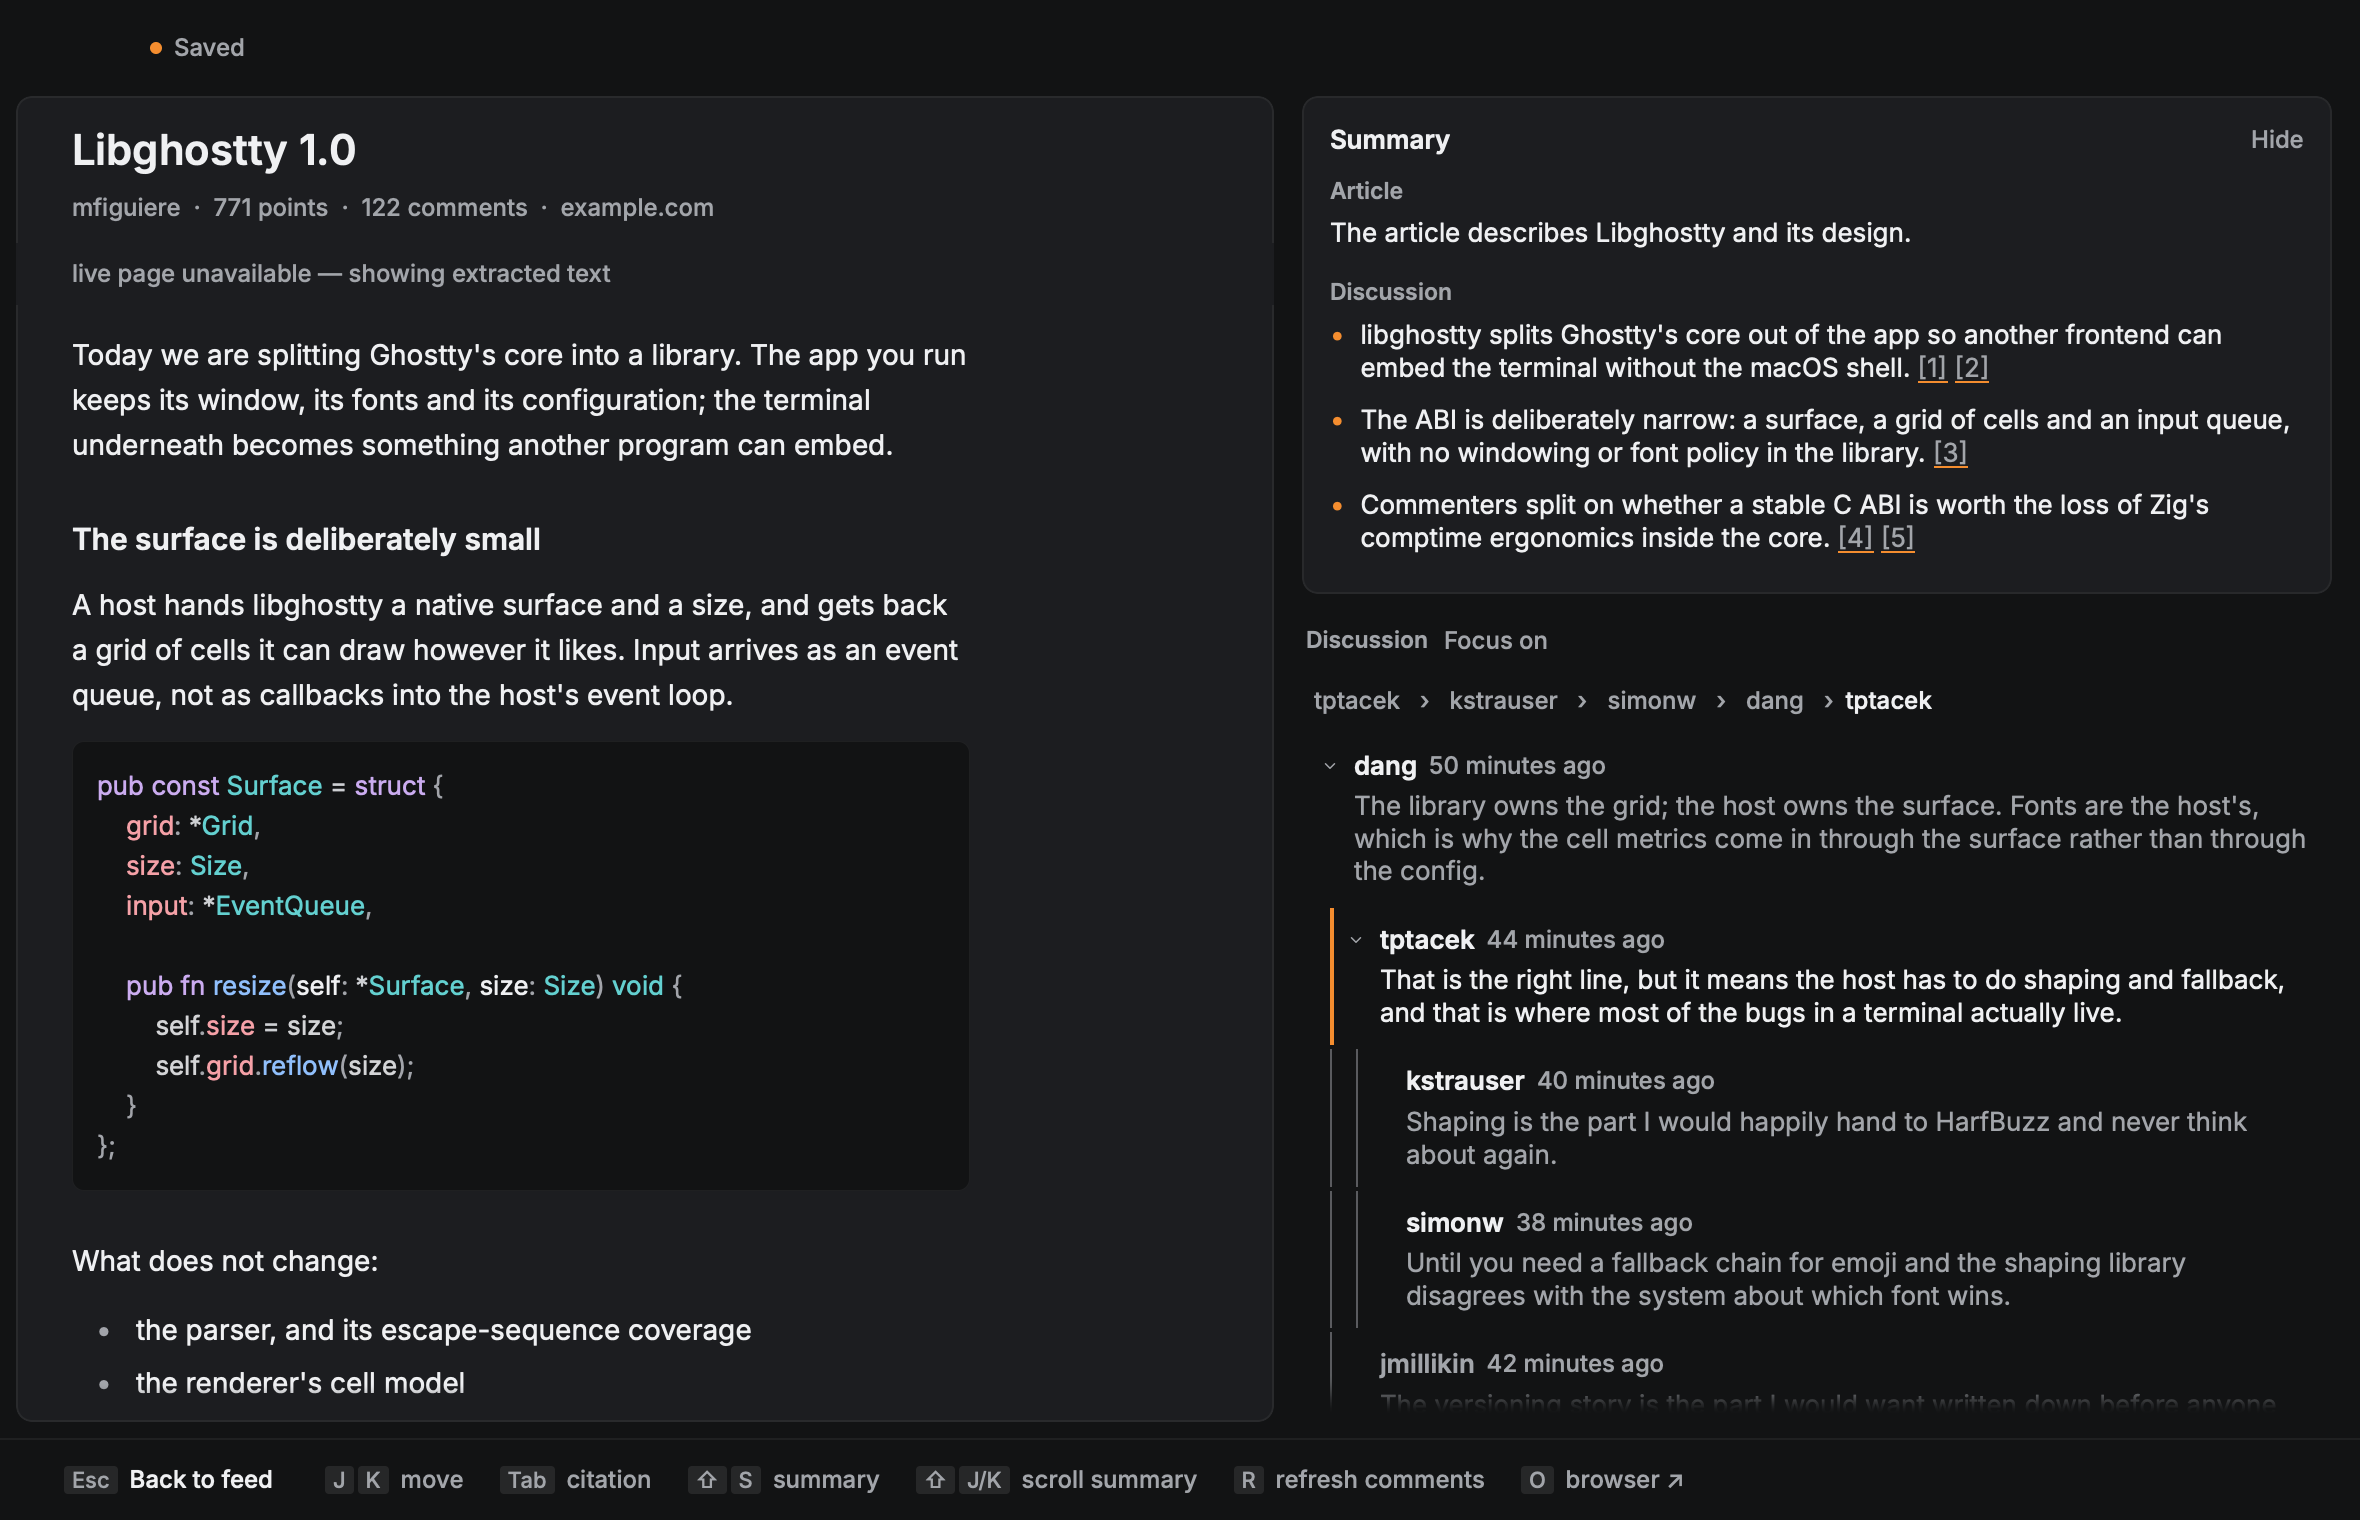 Saved
Libghostty 1.0
mfiguiere · 771 points · 122 comments · example.com
live page unavailable — showing extracted text
Today we are splitting Ghostty's core into a library. The app you run
keeps its window, its fonts and its configuration; the terminal
underneath becomes something another program can embed.
The surface is deliberately small
A host hands libghostty a native surface and a size, and gets back
a grid of cells it can draw however it likes. Input arrives as an event
queue, not as callbacks into the host's event loop.
pub const Surface = struct {
grid: *Grid,
size: Size,
input: *EventQueue,
pub fn resize(self: *Surface, size: Size) void {
self.size = size;
self.grid.reflow(size);
}
};
What does not change:
• the parser, and its escape-sequence coverage
• the renderer's cell model
Summary
Hide
Article
The article describes Libghostty and its design.
Discussion
• libghostty splits Ghostty's core out of the app so another frontend can
embed the terminal without the macOS shell. [1] [2]
• The ABI is deliberately narrow: a surface, a grid of cells and an input queue,
with no windowing or font policy in the library. [3]
• Commenters split on whether a stable C ABI is worth the loss of Zig's
comptime ergonomics inside the core. [4] [5]
Discussion Focus on
tptacek › kstrauser › simonw › dang › tptacek
dang 50 minutes ago
The library owns the grid; the host owns the surface. Fonts are the host's,
which is why the cell metrics come in through the surface rather than through
the config.
tptacek 44 minutes ago
That is the right line, but it means the host has to do shaping and fallback,
and that is where most of the bugs in a terminal actually live.
kstrauser 40 minutes ago
Shaping is the part I would happily hand to HarfBuzz and never think
about again.
simonw 38 minutes ago
Until you need a fallback chain for emoji and the shaping library
disagrees with the system about which font wins.
jmillikin 42 minutes ago
The versioning story is the part I would want written down before anyone
Esc Back to feed J K move Tab citation ⇧ S summary ⇧ J/K scroll summary R refresh comments O browser ↗